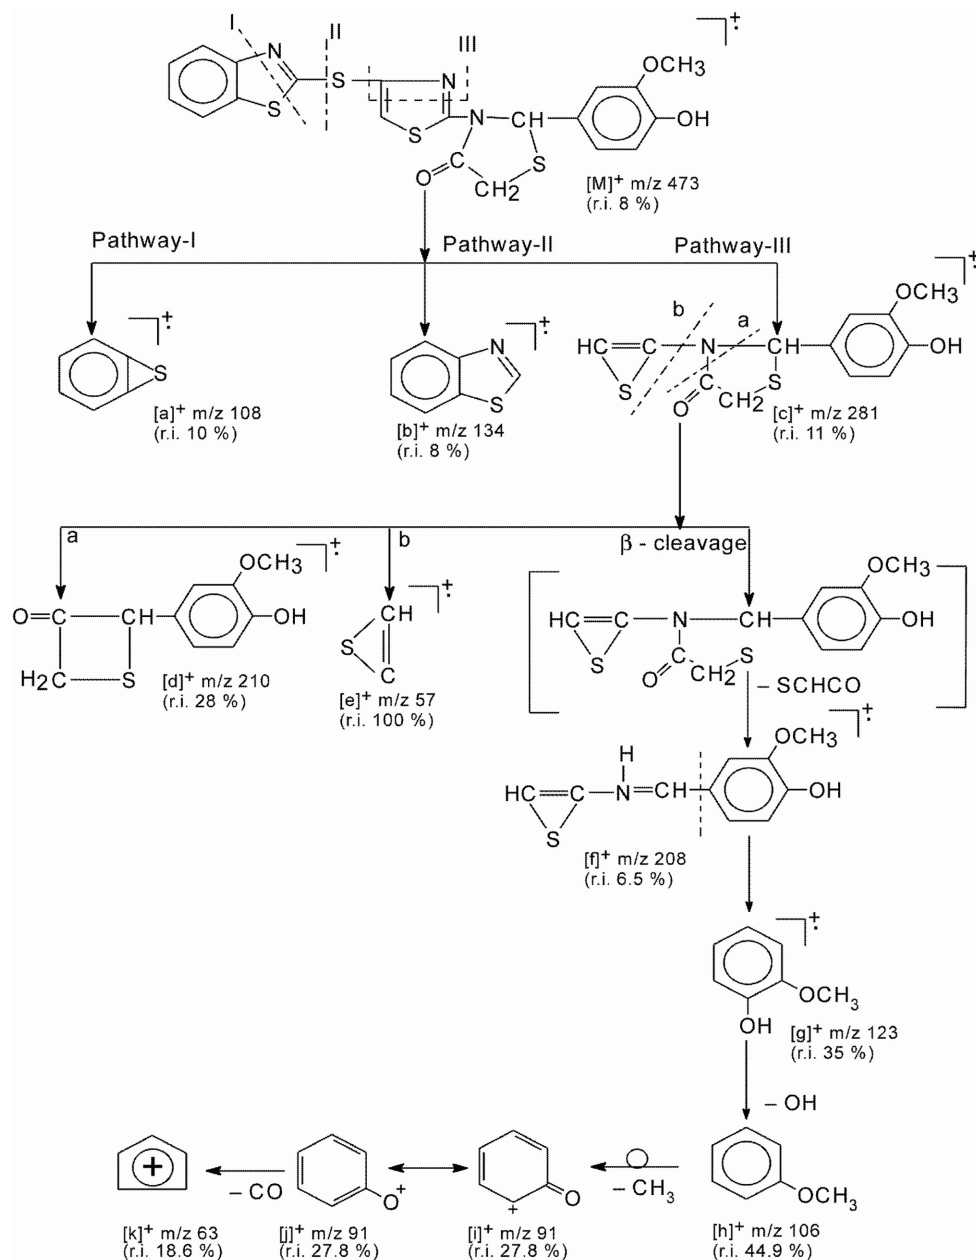 I
II
III
N
S
S
N
S
N
CH
S
CH2
O
C
OCH3
OH
[M]+ m/z 473
(r.i. 8 %)
Pathway-I
Pathway-II
Pathway-III
S
[a]+ m/z 108
(r.i. 10 %)
N
S
[b]+ m/z 134
(r.i. 8 %)
b
a
HC
C
S
N
CH
S
CH2
C
O
OCH3
OH
[c]+ m/z 281
(r.i. 11 %)
a
b
β - cleavage
O
C
CH
H2C
S
OCH3
OH
[d]+ m/z 210
(r.i. 28 %)
CH
S
C
[e]+ m/z 57
(r.i. 100 %)
CH
C
S
N
CH
C
O
CH2
S
OCH3
OH
– SCHCO
HC
C
S
H
N
CH
OCH3
OH
[f]+ m/z 208
(r.i. 6.5 %)
OCH3
OH
[g]+ m/z 123
(r.i. 35 %)
– OH
OCH3
[h]+ m/z 106
(r.i. 44.9 %)
– CH3
O
+
[i]+ m/z 91
(r.i. 27.8 %)
O+
[j]+ m/z 91
(r.i. 27.8 %)
– CO
+
[k]+ m/z 63
(r.i. 18.6 %)